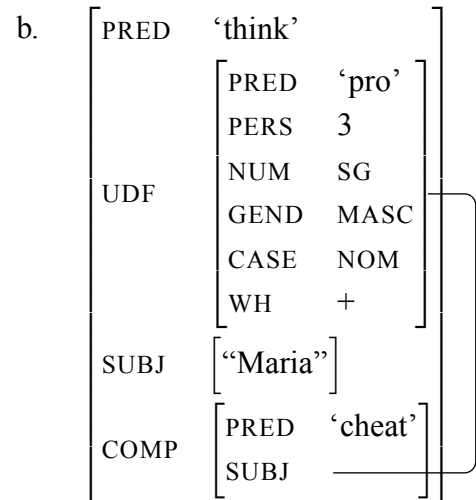 b.
PRED ‘think’
PRED ‘pro’
PERS 3
NUM SG
UDF
GEND MASC
CASE NOM
WH +
SUBJ [“Maria”]
PRED ‘cheat’
COMP
SUBJ